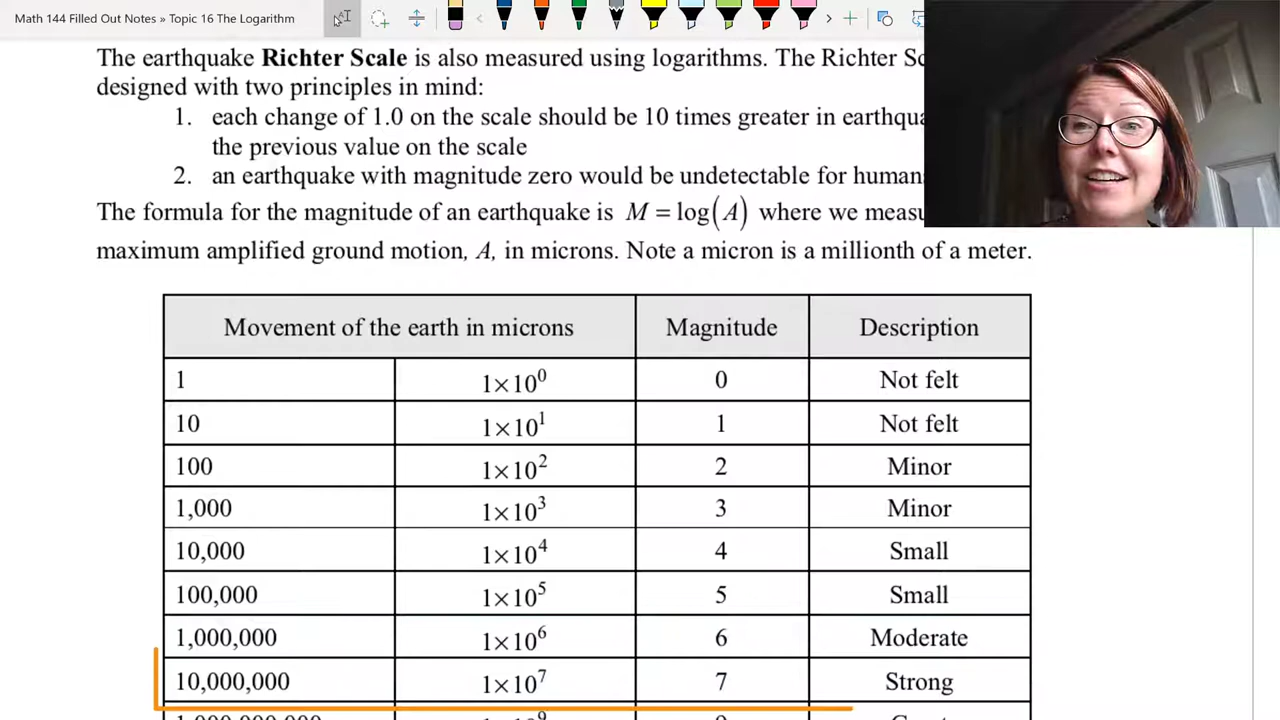 Math 144 Filled Out Notes » Topic 16 The Logarithm
The earthquake Richter Scale is also measured using logarithms. The Richter
designed with two principles in mind:
1. each change of 1.0 on the scale should be 10 times greater in
the previous value on the scale
2. an earthquake with magnitude zero would be undetectable for
The formula for the magnitude of an earthquake is M = log(A) where we
maximum amplified ground motion, A, in microns. Note a micron is a millionth of a meter.
Movement of the earth in microns Magnitude Description
1 1×10⁰ 0 Not felt
10 1×10¹ 1 Not felt
100 1×10² 2 Minor
1,000 1×10³ 3 Minor
10,000 1×10⁴ 4 Small
100,000 1×10⁵ 5 Small
1,000,000 1×10⁶ 6 Moderate
10,000,000 1×10⁷ 7 Strong